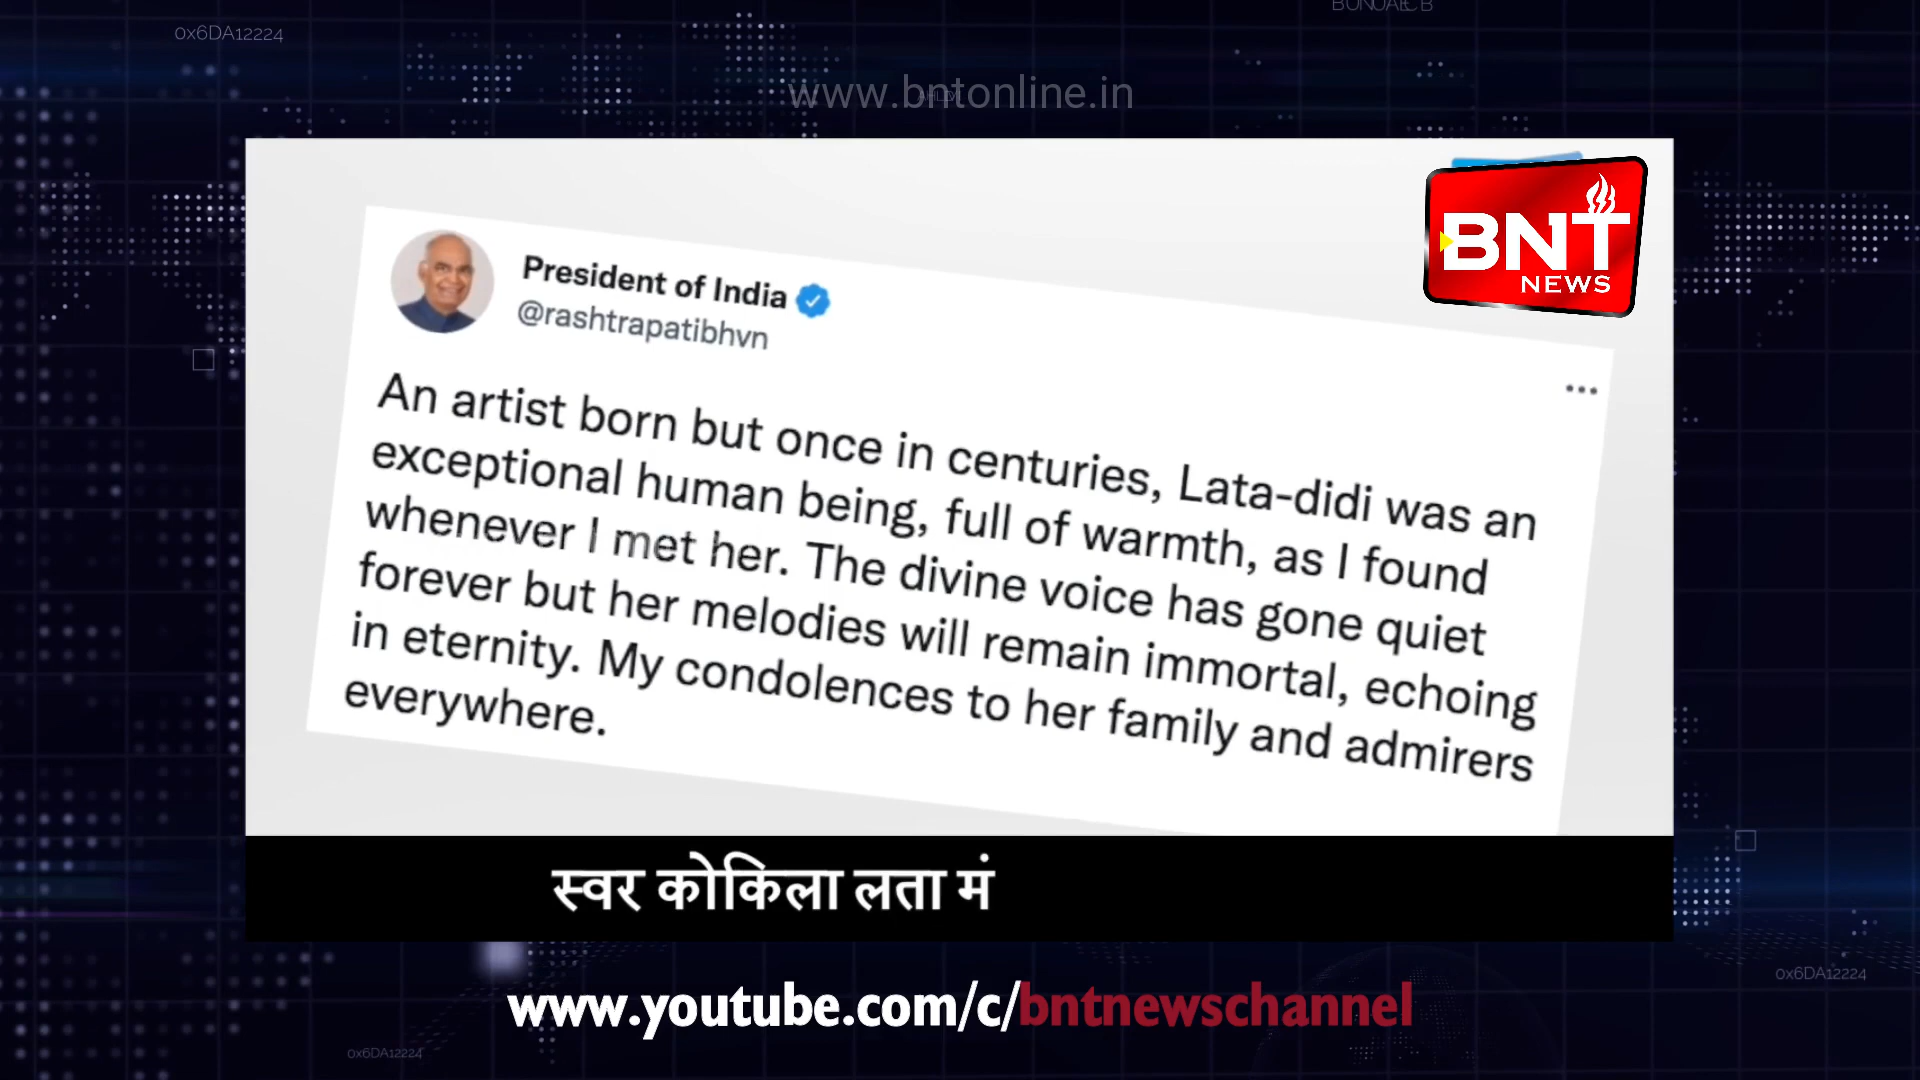 0x6DA12224
www.bntonline.in
BNT
NEWS
President of India
@rashtrapatibhvn
An artist born but once in centuries, Lata-didi was an
exceptional human being, full of warmth, as I found
whenever I met her. The divine voice has gone quiet
forever but her melodies will remain immortal, echoing
in eternity. My condolences to her family and admirers
everywhere.
स्वर कोकिला लता मं
0x6DA12224
www.youtube.com/c/bntnewschannel
0x6DA12224